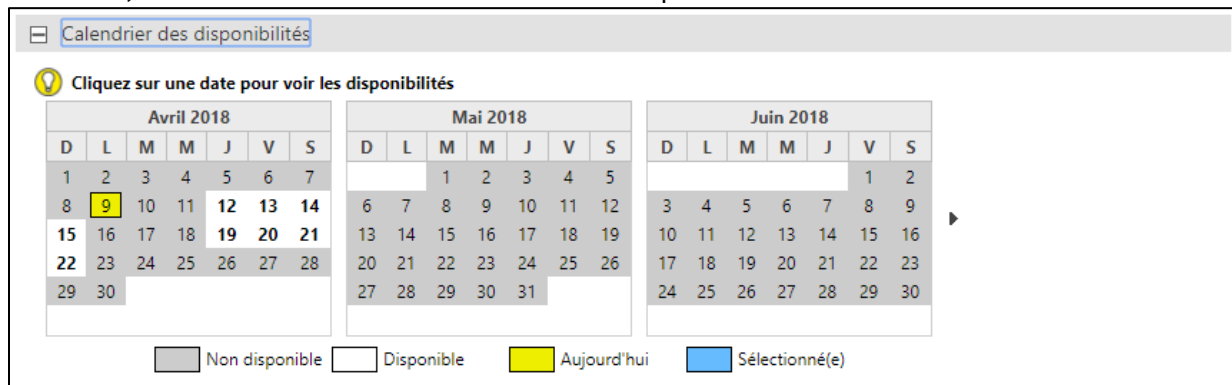 Calendrier des disponibilités
Cliquez sur une date pour voir les disponibilités
Avril 2018 Mai 2018 Juin 2018
D L M M J V S D L M M J V S D L M M J V S
1 2 3 4 5 6 7 1 2 3 4 5 1 2
8 9 10 11 12 13 14 6 7 8 9 10 11 12 3 4 5 6 7 8 9
15 16 17 18 19 20 21 13 14 15 16 17 18 19 10 11 12 13 14 15 16
22 23 24 25 26 27 28 20 21 22 23 24 25 26 17 18 19 20 21 22 23
29 30 27 28 29 30 31 24 25 26 27 28 29 30
Non disponible Disponible Aujourd'hui Sélectionné(e)